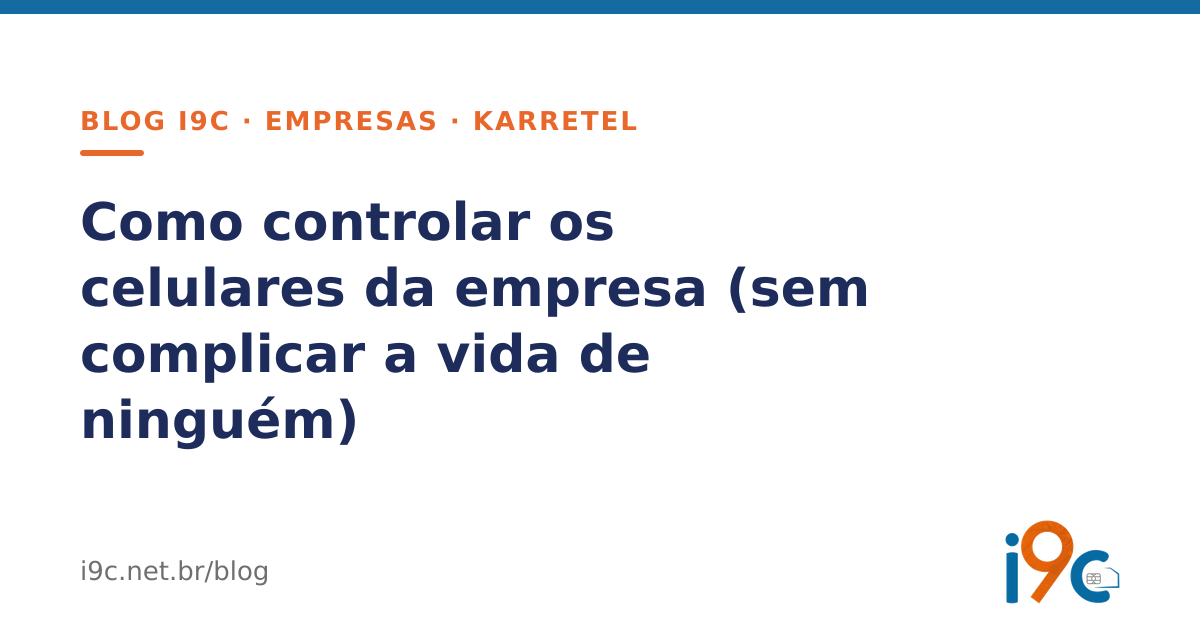 BLOG I9C · EMPRESAS · KARRETEL
Como controlar os
celulares da empresa (sem
complicar a vida de
ninguém)
i9c.net.br/blog
i9c